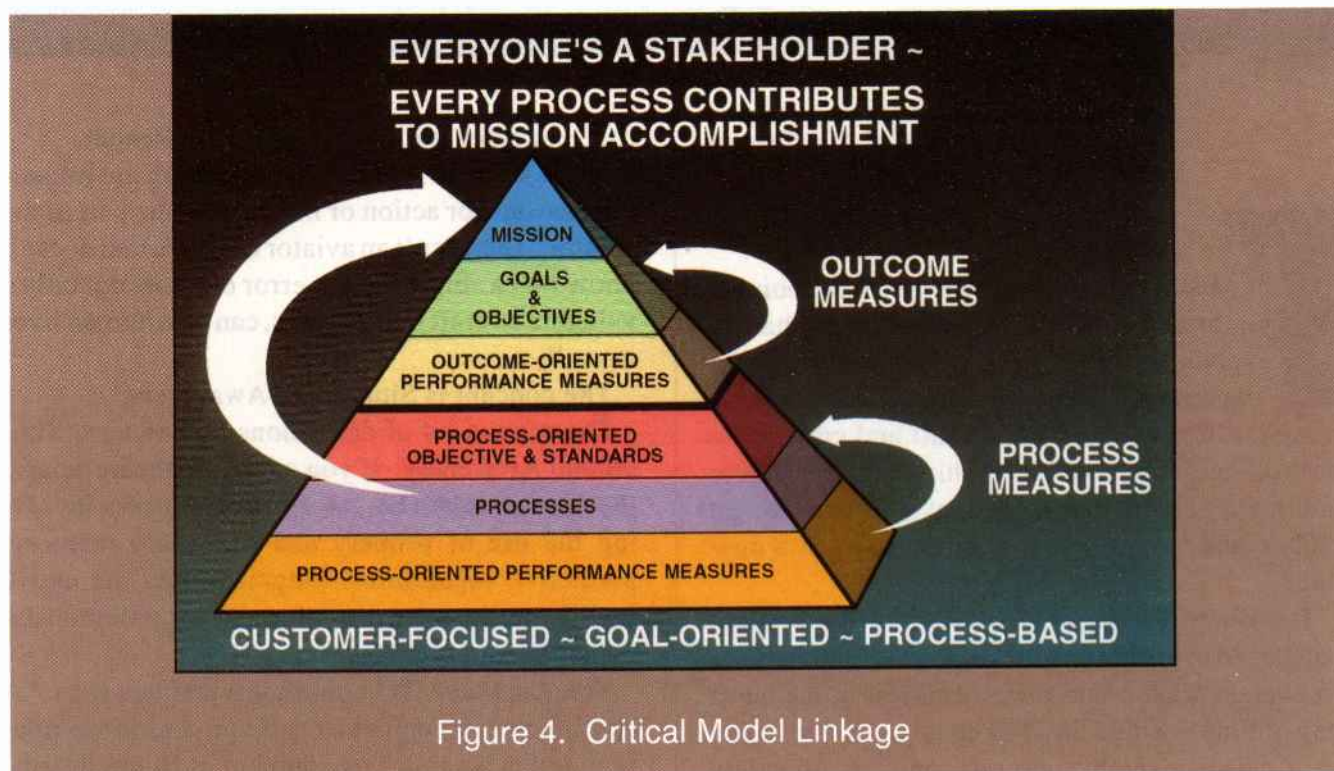 EVERYONE'S A STAKEHOLDER ~
EVERY PROCESS CONTRIBUTES
TO MISSION ACCOMPLISHMENT
MISSION
GOALS
&
OBJECTIVES
OUTCOME-ORIENTED
PERFORMANCE MEASURES
OUTCOME
MEASURES
PROCESS-ORIENTED
OBJECTIVE & STANDARDS
PROCESSES
PROCESS-ORIENTED PERFORMANCE MEASURES
PROCESS
MEASURES
CUSTOMER-FOCUSED ~ GOAL-ORIENTED ~ PROCESS-BASED
Figure 4. Critical Model Linkage